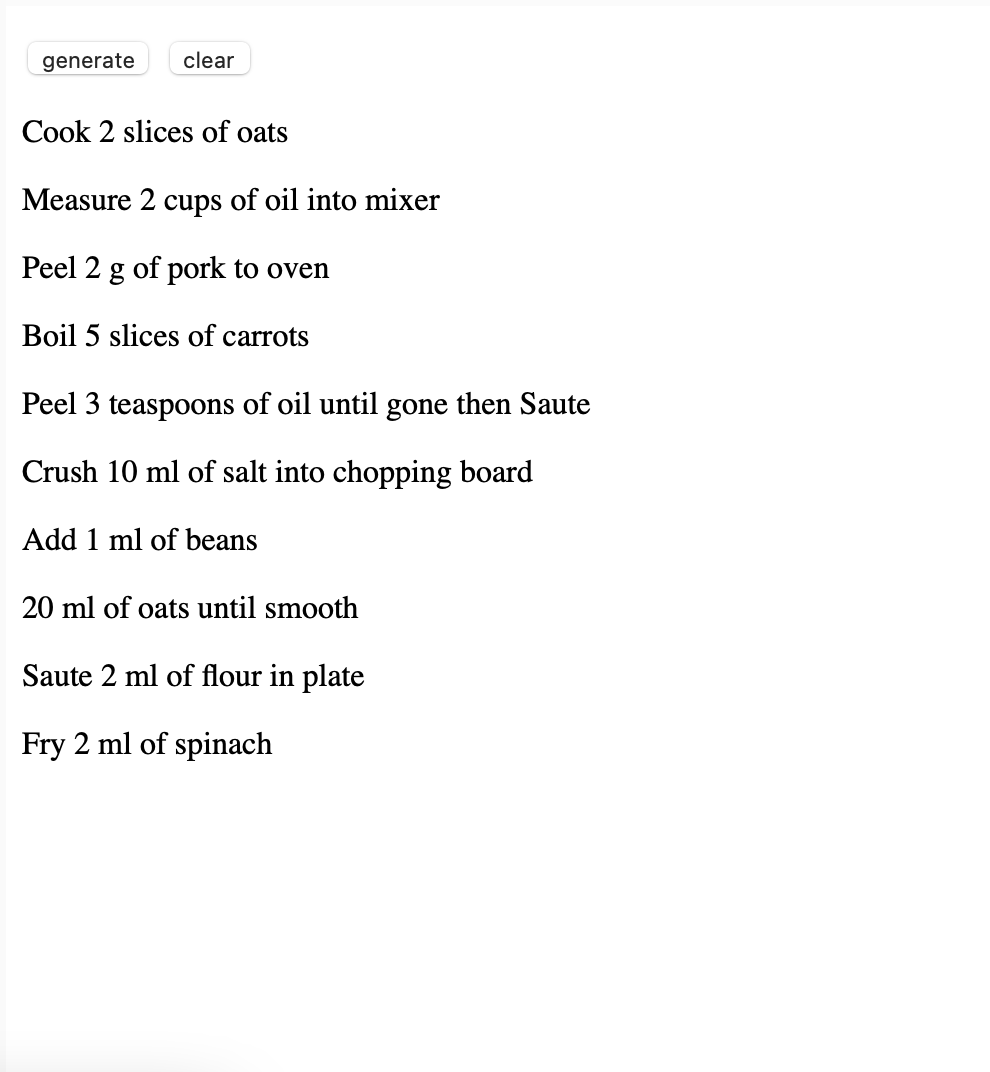 generate clear
Cook 2 slices of oats
Measure 2 cups of oil into mixer
Peel 2 g of pork to oven
Boil 5 slices of carrots
Peel 3 teaspoons of oil until gone then Saute
Crush 10 ml of salt into chopping board
Add 1 ml of beans
20 ml of oats until smooth
Saute 2 ml of flour in plate
Fry 2 ml of spinach